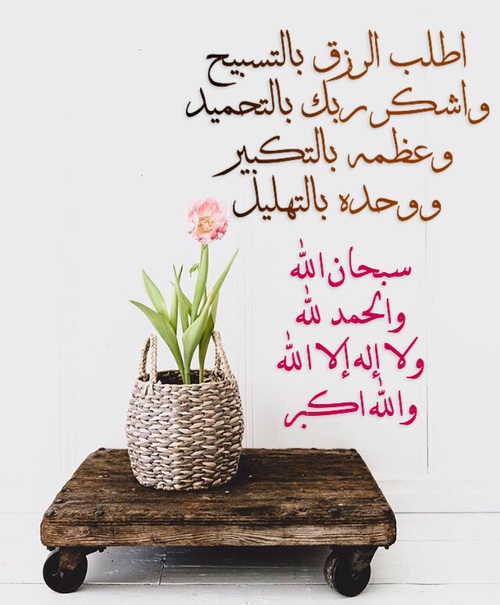 اطلب الرزق بالتسبيح
واشكر ربك بالتحميد
وعظمه بالتكبير
ووحده بالتهليل
سبحان الله
والحمد لله
ولا إله إلا الله
والله اكبر